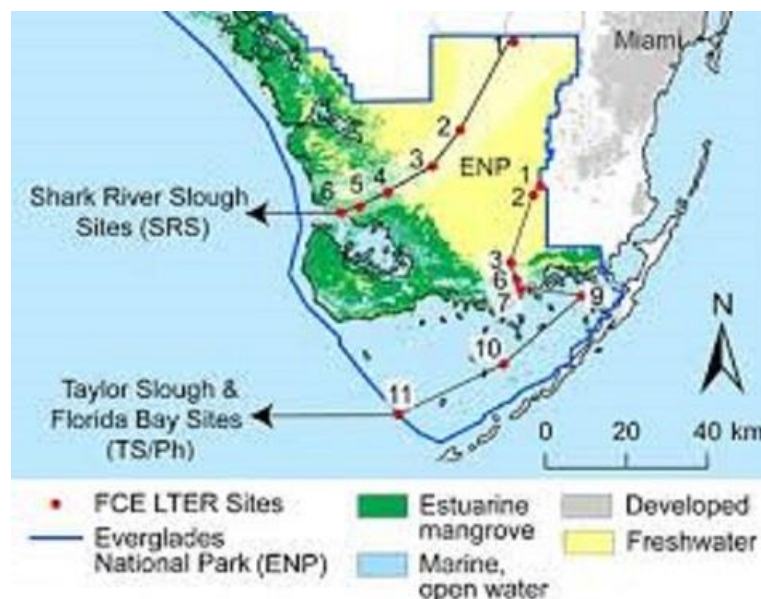 Miami
1
2
3
ENP
1
4
2
5
6
Shark River Slough
Sites (SRS)
3
6
7
9
N
10
Taylor Slough &
Florida Bay Sites
(TS/Ph)
11
0 20 40 km
FCE LTER Sites
Everglades
National Park (ENP)
Estuarine
mangrove
Marine,
open water
Developed
Freshwater